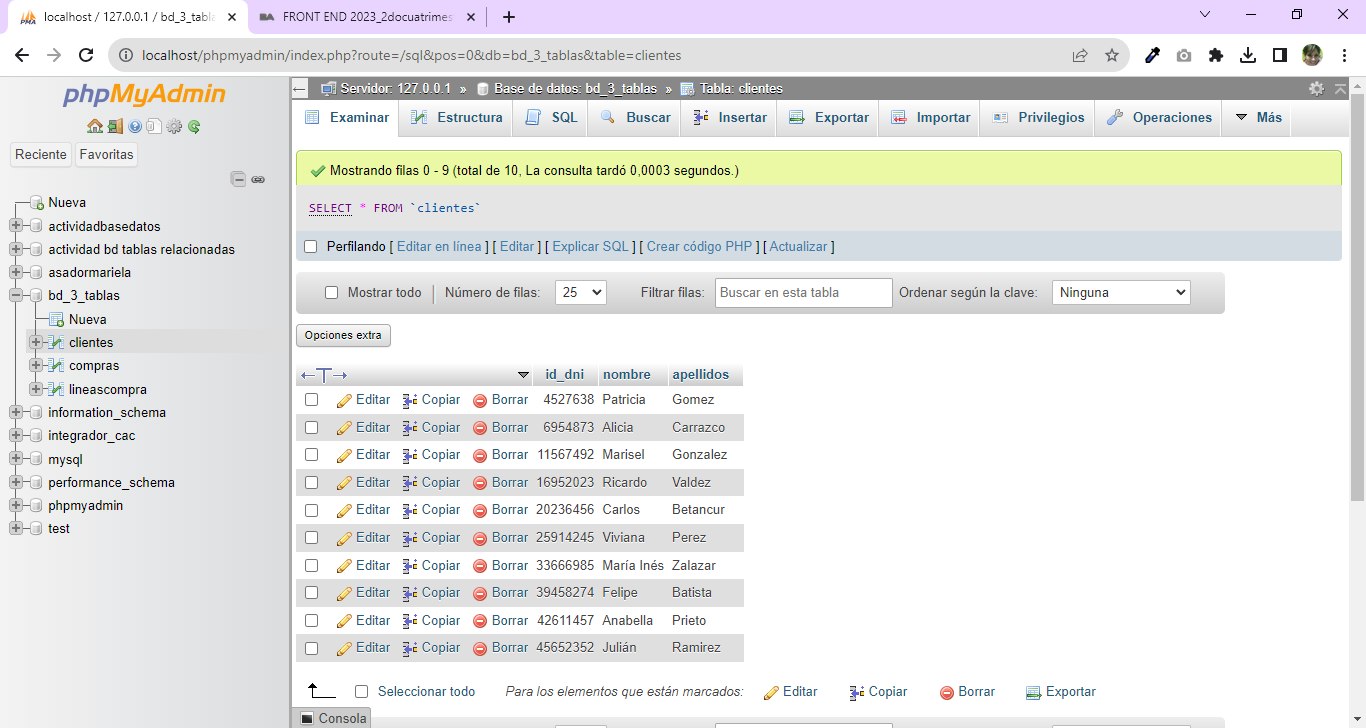 localhost / 127.0.0.1 / bd_3_tabla
FRONT END 2023_2docuatrimes
localhost/phpmyadmin/index.php?route=/sql&pos=0&db=bd_3_tablas&table=clientes
phpMyAdmin
Reciente Favoritas
Nueva
actividadbasedatos
actividad bd tablas relacionadas
asadormariela
bd_3_tablas
Nueva
clientes
compras
lineascompra
information_schema
integrador_cac
mysql
performance_schema
phpmyadmin
test
Servidor: 127.0.0.1 » Base de datos: bd_3_tablas » Tabla: clientes
Examinar Estructura SQL Buscar Insertar Exportar Importar Privilegios Operaciones Más
Mostrando filas 0 - 9 (total de 10, La consulta tardó 0,0003 segundos.)
SELECT * FROM `clientes`
Perfilando [ Editar en línea ] [ Editar ] [ Explicar SQL ] [ Crear código PHP ] [ Actualizar ]
Mostrar todo Número de filas: 25 Filtrar filas: Buscar en esta tabla Ordenar según la clave: Ninguna
Opciones extra
id_dni nombre apellidos
Editar Copiar Borrar 4527638 Patricia Gomez
Editar Copiar Borrar 6954873 Alicia Carrazco
Editar Copiar Borrar 11567492 Marisel Gonzalez
Editar Copiar Borrar 16952023 Ricardo Valdez
Editar Copiar Borrar 20236456 Carlos Betancur
Editar Copiar Borrar 25914245 Viviana Perez
Editar Copiar Borrar 33666985 María Inés Zalazar
Editar Copiar Borrar 39458274 Felipe Batista
Editar Copiar Borrar 42611457 Anabella Prieto
Editar Copiar Borrar 45652352 Julián Ramirez
Seleccionar todo Para los elementos que están marcados: Editar Copiar Borrar Exportar
Consola